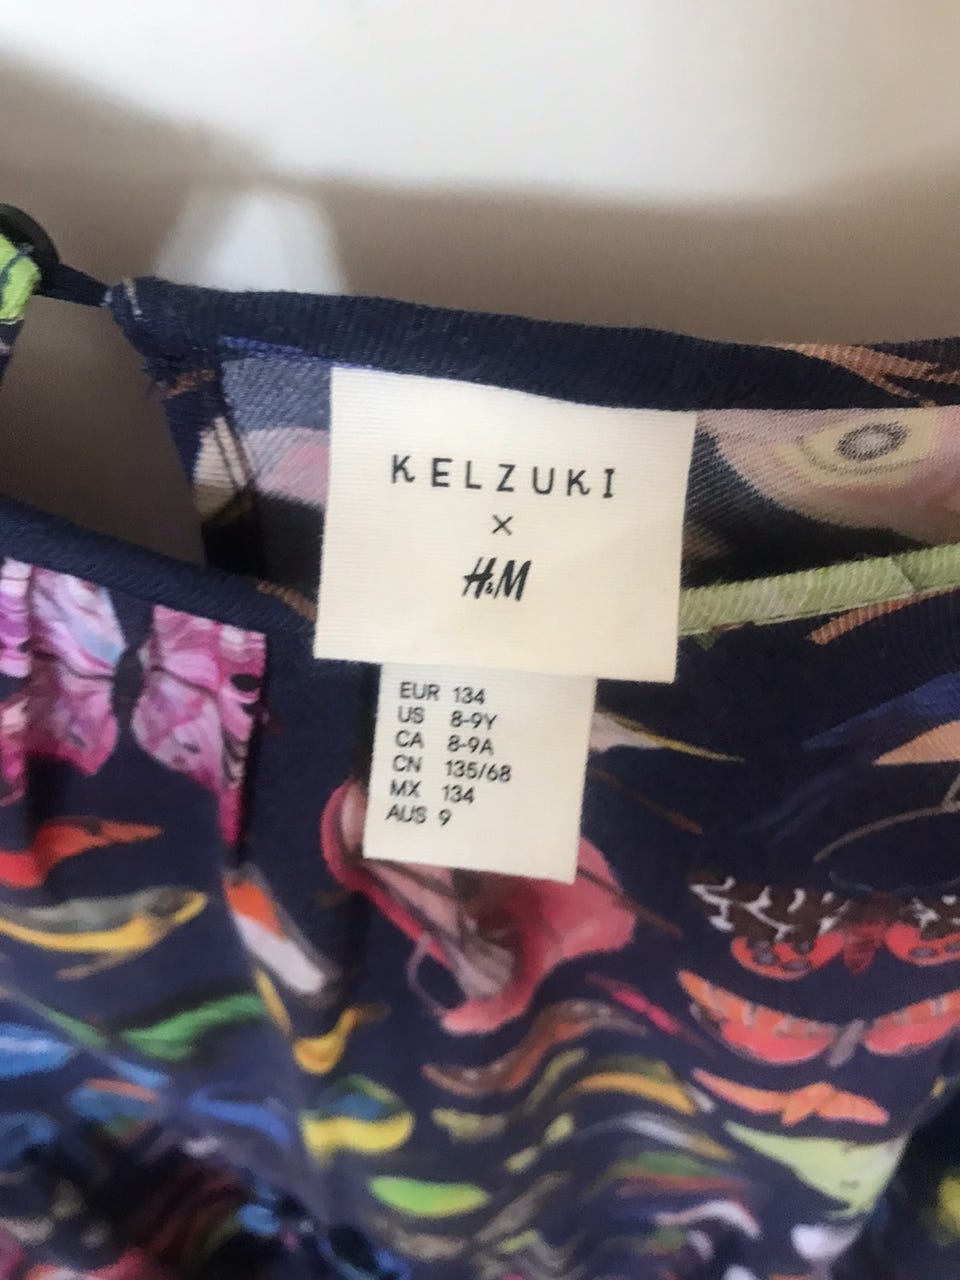 KELZUKI
×
H&M
EUR 134
US 8-9Y
CA 8-9A
CN 135/68
MX 134
AUS 9